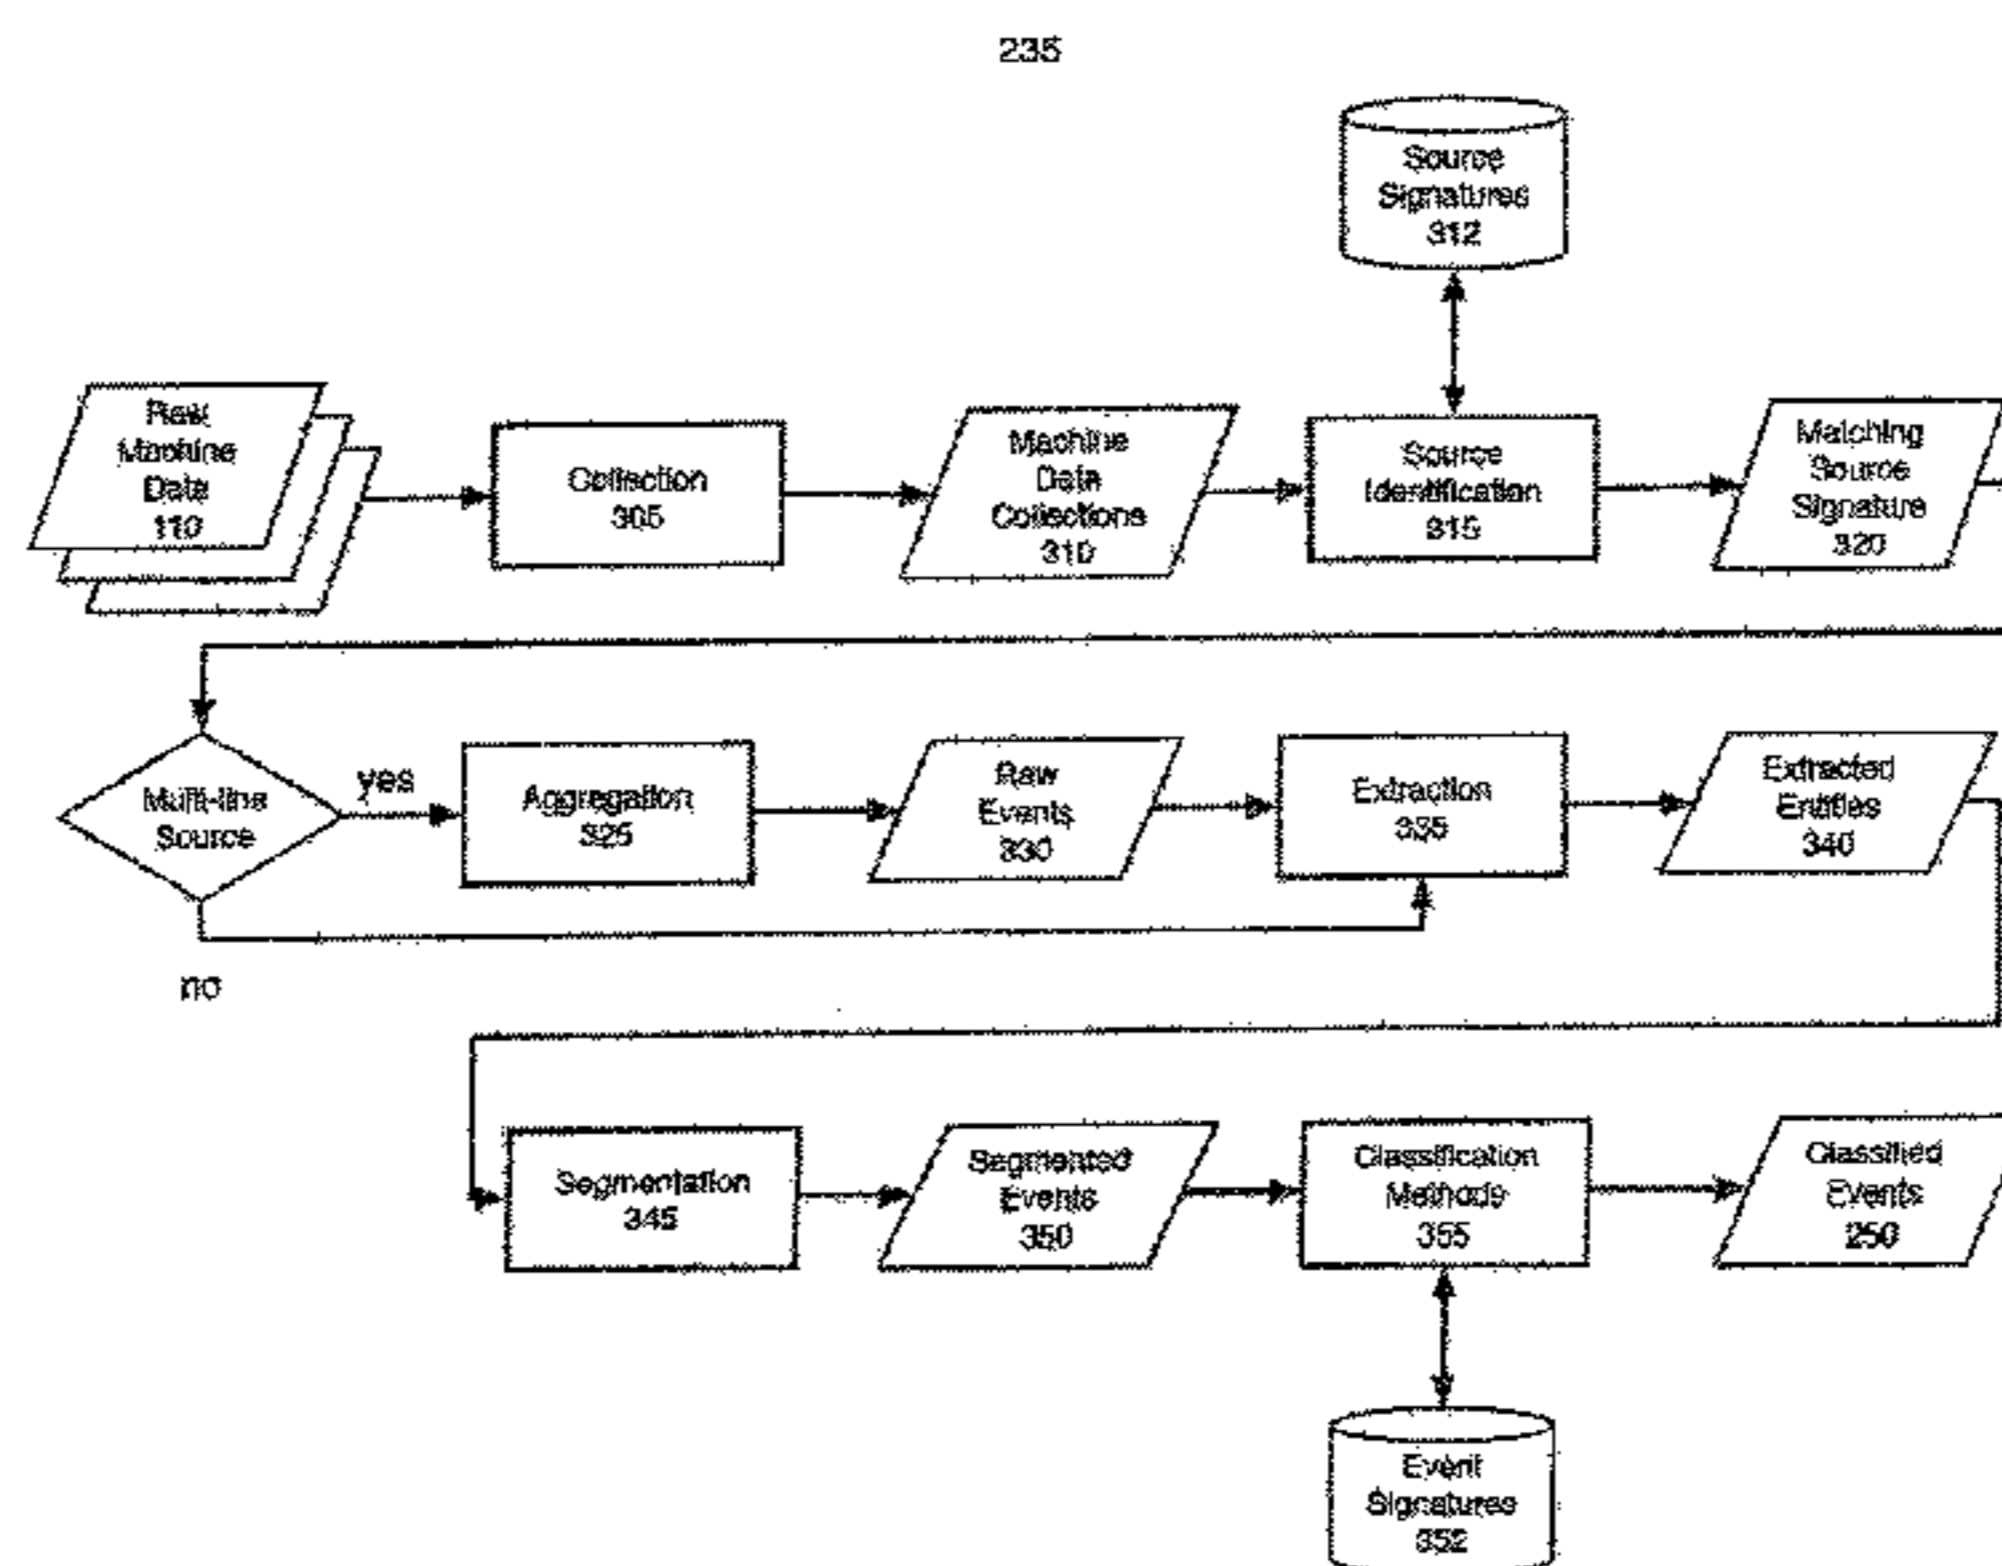 235
Source
Signatures
312
Raw
Machine
Data
110
Collection
305
Machine
Data
Collections
310
Source
Identification
315
Matching
Source
Signature
320
Multi-line
Source
yes
no
Aggregation
325
Raw
Events
330
Extraction
335
Extracted
Entities
340
Segmentation
345
Segmented
Events
350
Classification
Methods
355
Classified
Events
250
Event
Signatures
352